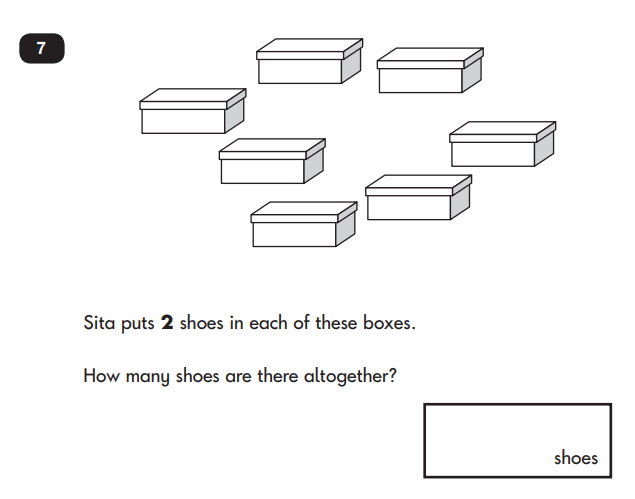 7
Sita puts 2 shoes in each of these boxes.
How many shoes are there altogether?
shoes